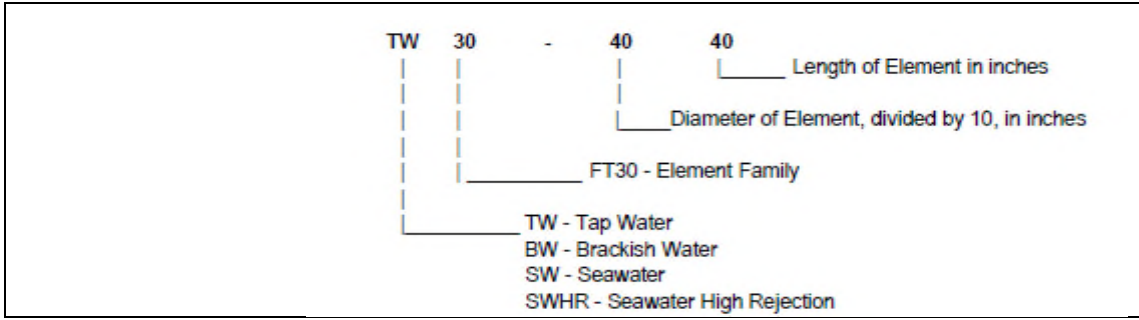 TW 30 - 40 40
Length of Element in inches
Diameter of Element, divided by 10, in inches
FT30 - Element Family
TW - Tap Water
BW - Brackish Water
SW - Seawater
SWHR - Seawater High Rejection